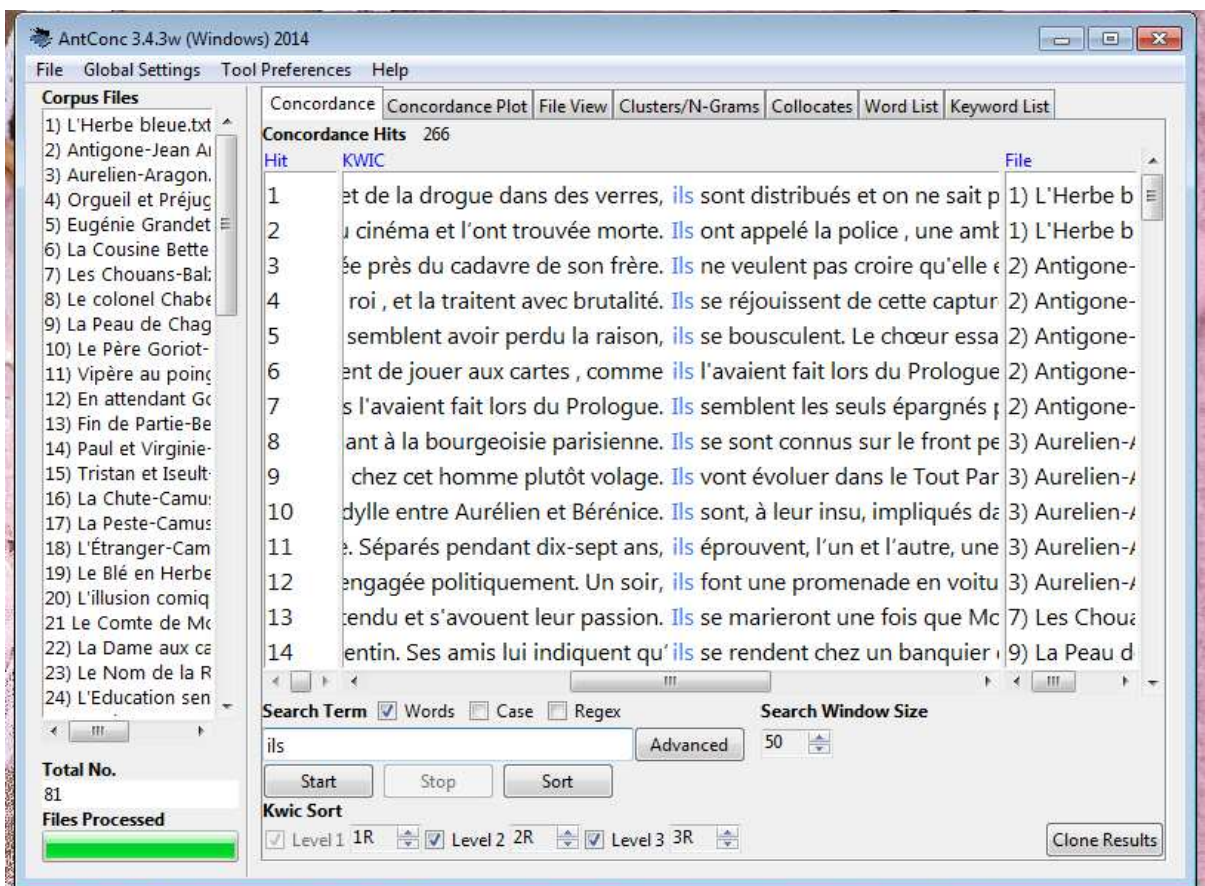 AntConc 3.4.3w (Windows) 2014
File Global Settings Tool Preferences Help
Corpus Files
1) L'Herbe bleue.txt
2) Antigone-Jean
3) Aurelien-Aragon.
4) Orgueil et Préjug
5) Eugénie Grandet
6) La Cousine Bette
7) Les Chouans-Bal
8) Le colonel Chabe
9) La Peau de Chag
10) Le Père Goriot-
11) Vipère au poing
12) En attendant Go
13) Fin de Partie-Be
14) Paul et Virginie-
15) Tristan et Iseult-
16) La Chute-Camus
17) La Peste-Camus
18) L'Étranger-Cam
19) Le Blé en Herbe
20) L'illusion comiq
21 Le Comte de Mo
22) La Dame aux ca
23) Le Nom de la R
24) L'Education sen
Total No.
81
Files Processed
Concordance Concordance Plot File View Clusters/N-Grams Collocates Word List Keyword List
Concordance Hits 266
Hit KWIC File
1 et de la drogue dans des verres, ils sont distribués et on ne sait p 1) L'Herbe b
2 u cinéma et l'ont trouvée morte. Ils ont appelé la police , une amb 1) L'Herbe b
3 ée près du cadavre de son frère. Ils ne veulent pas croire qu'elle e 2) Antigone-
4 roi , et la traitent avec brutalité. Ils se réjouissent de cette captur 2) Antigone-
5 semblent avoir perdu la raison, ils se bousculent. Le chœur essa 2) Antigone-
6 ent de jouer aux cartes , comme ils l'avaient fait lors du Prologue 2) Antigone-
7 s l'avaient fait lors du Prologue. Ils semblent les seuls épargnés p 2) Antigone-
8 ant à la bourgeoisie parisienne. Ils se sont connus sur le front pe 3) Aurelien-A
9 chez cet homme plutôt volage. Ils vont évoluer dans le Tout Par 3) Aurelien-A
10 dylle entre Aurélien et Bérénice. Ils sont, à leur insu, impliqués da 3) Aurelien-A
11 e. Séparés pendant dix-sept ans, ils éprouvent, l'un et l'autre, une 3) Aurelien-A
12 engagée politiquement. Un soir, ils font une promenade en voitu 3) Aurelien-A
13 tendu et s'avouent leur passion. Ils se marieront une fois que Mo 7) Les Choua
14 entin. Ses amis lui indiquent qu'ils se rendent chez un banquier 9) La Peau d
Search Term Words Case Regex Search Window Size
ils Advanced 50
Start Stop Sort
Kwic Sort
Level 1 1R Level 2 2R Level 3 3R Clone Results